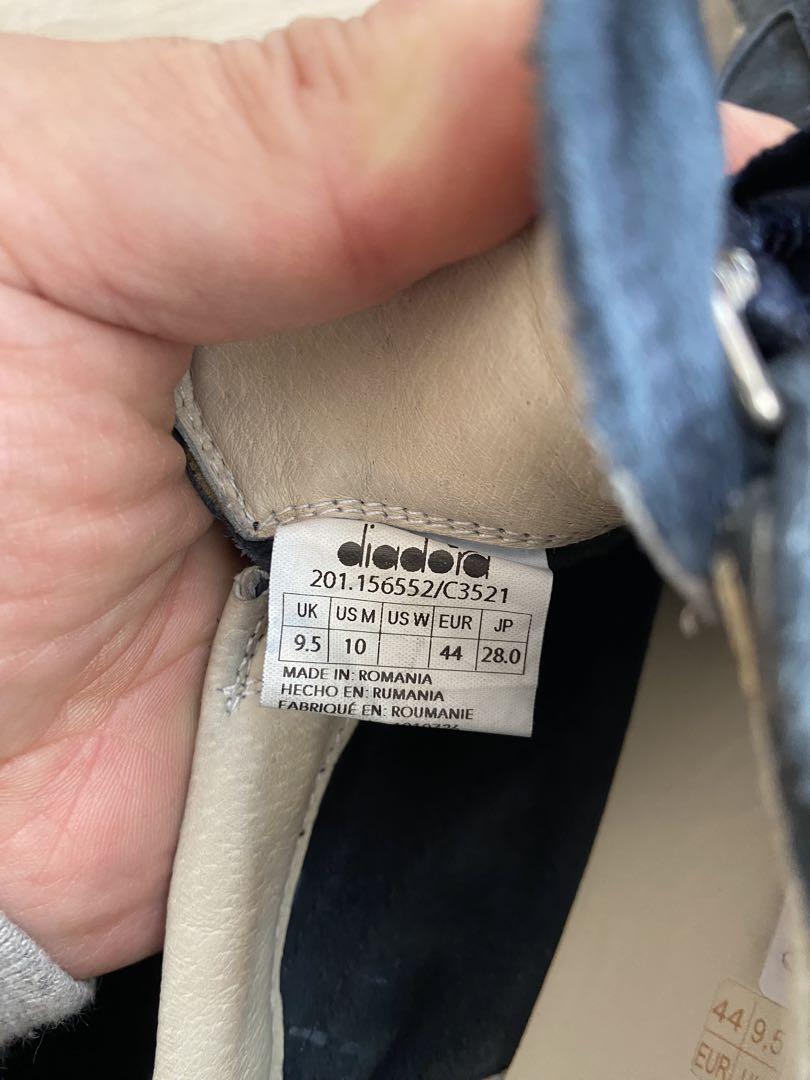 diadora
201.156552/C3521
UK US M US W EUR JP
9.5 10 44 28.0
MADE IN: ROMANIA
HECHO EN: RUMANIA
FABRIQUÉ EN: ROUMANIE
44 9.5
EUR